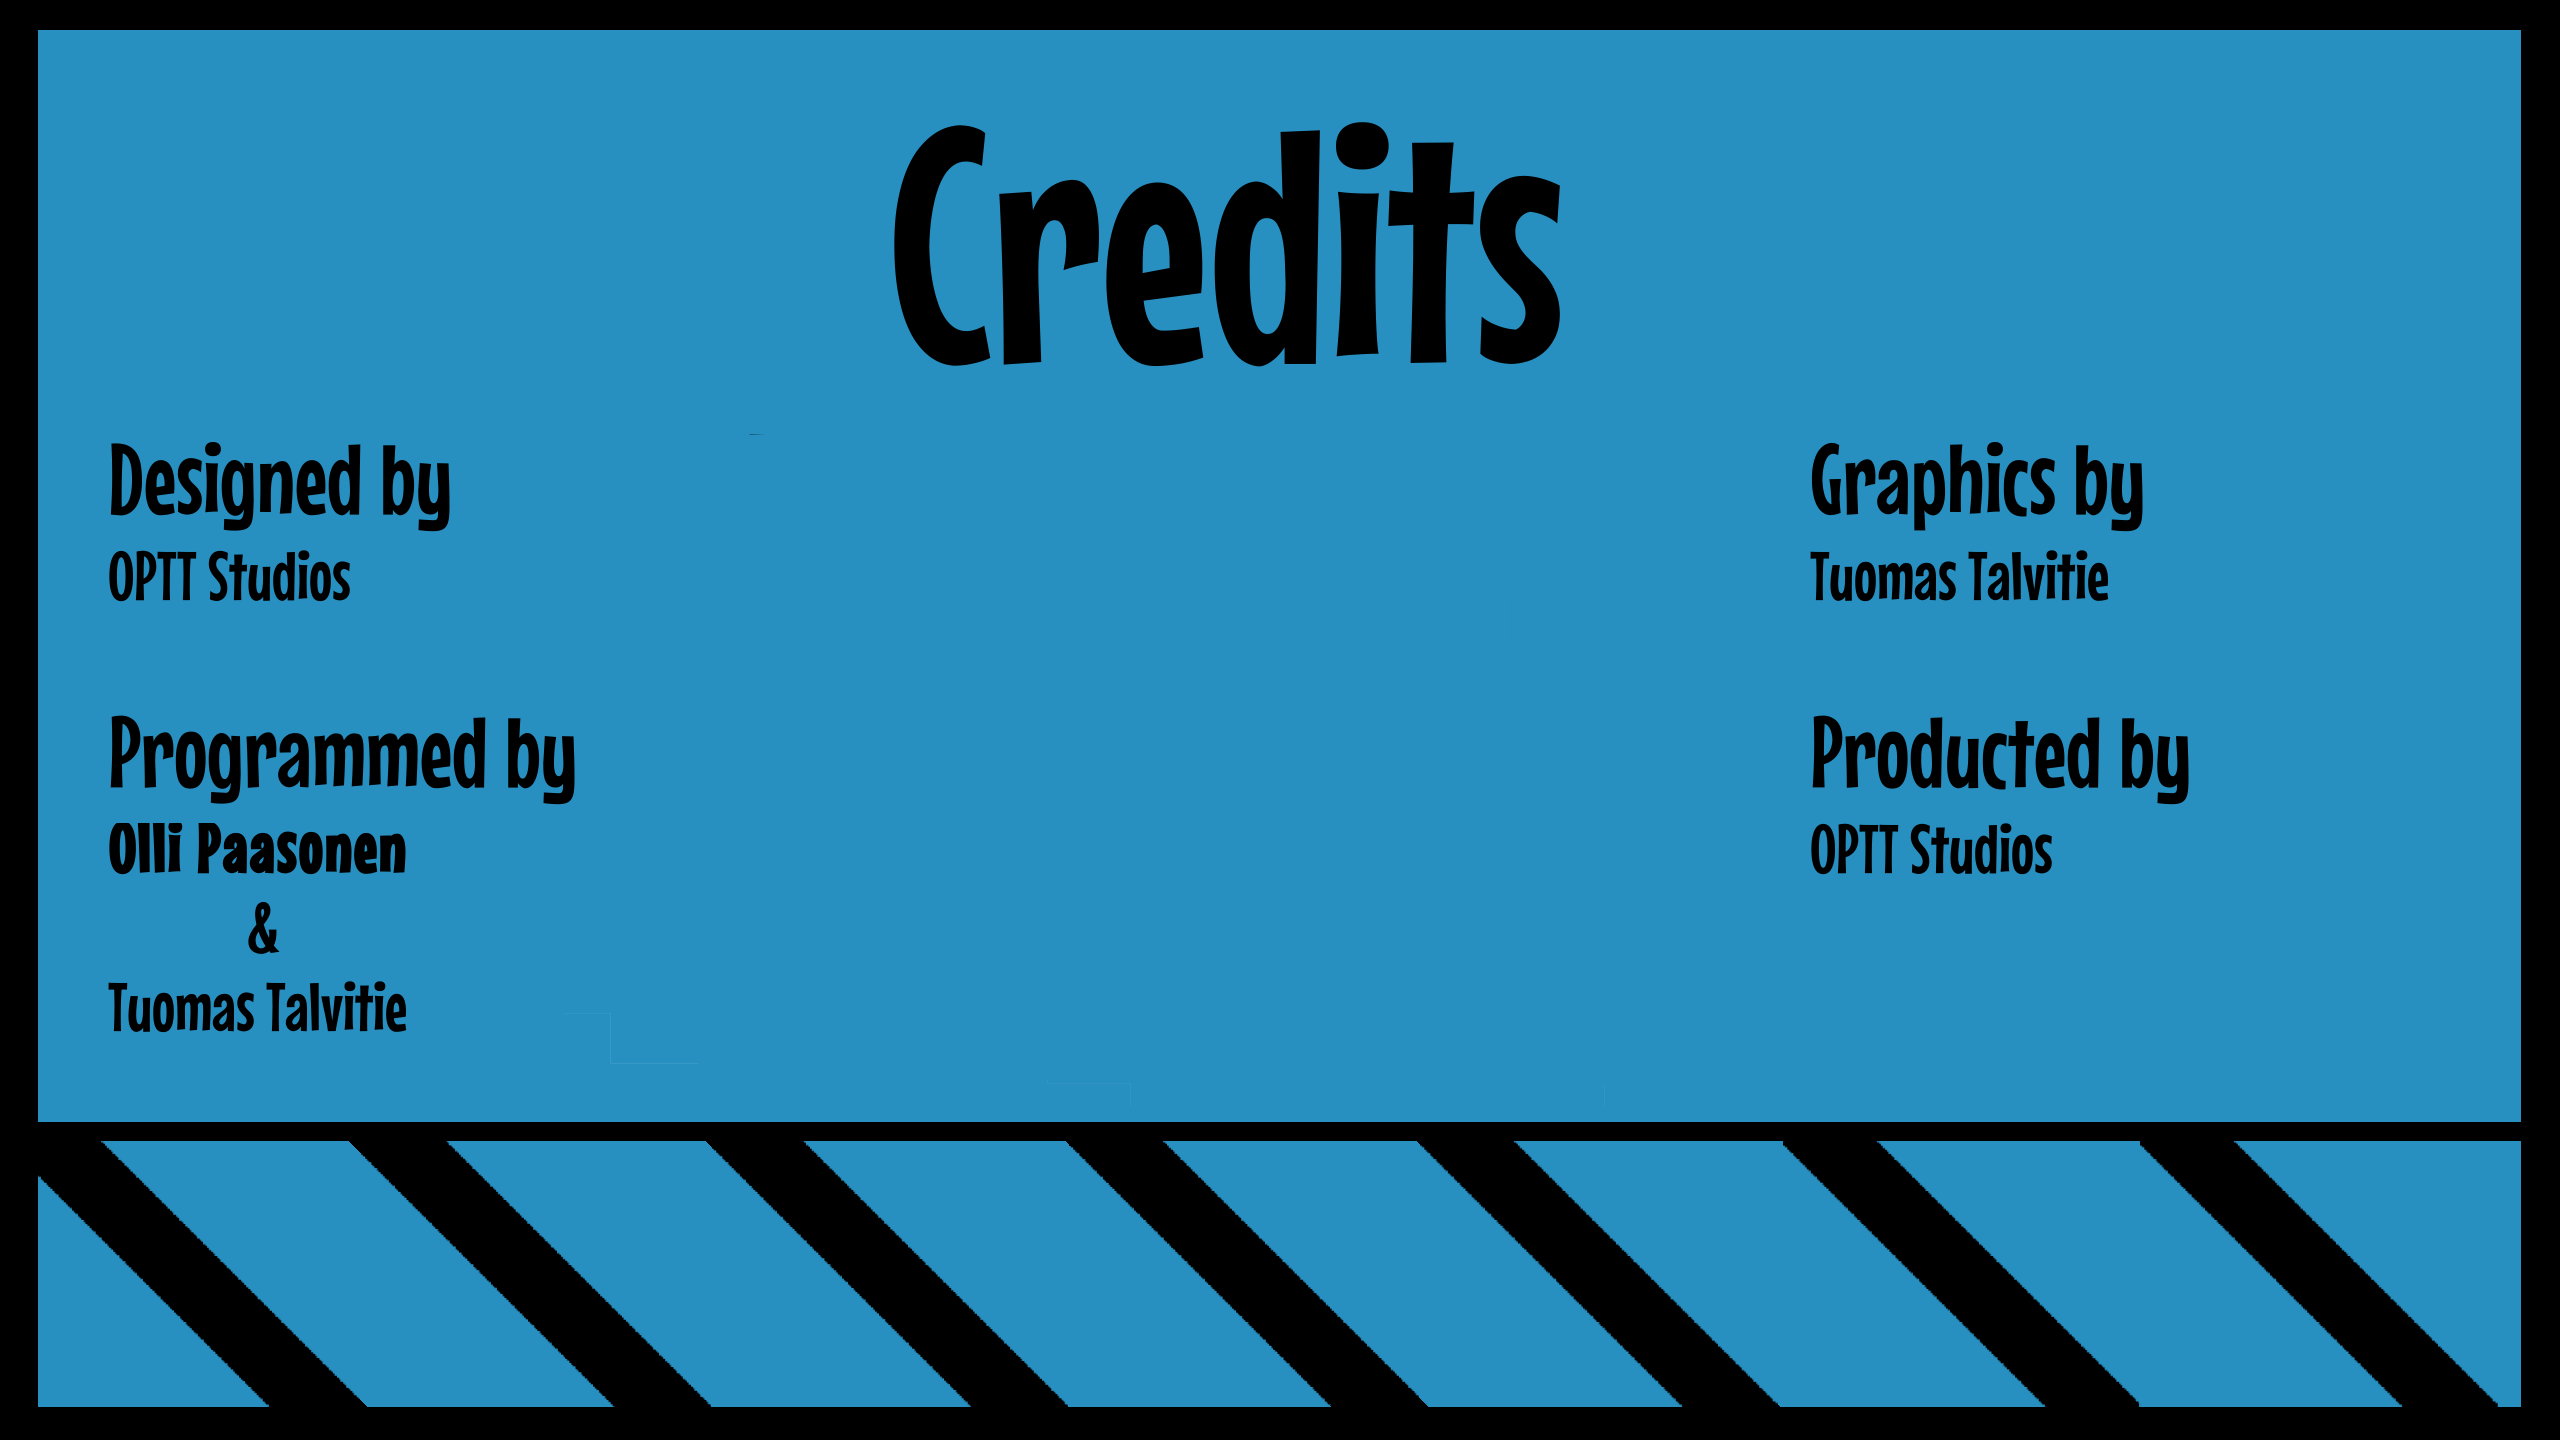 Credits
Designed by
OPTT Studios
Programmed by
Olli Paasonen
&
Tuomas Talvitie
Graphics by
Tuomas Talvitie
Producted by
OPTT Studios